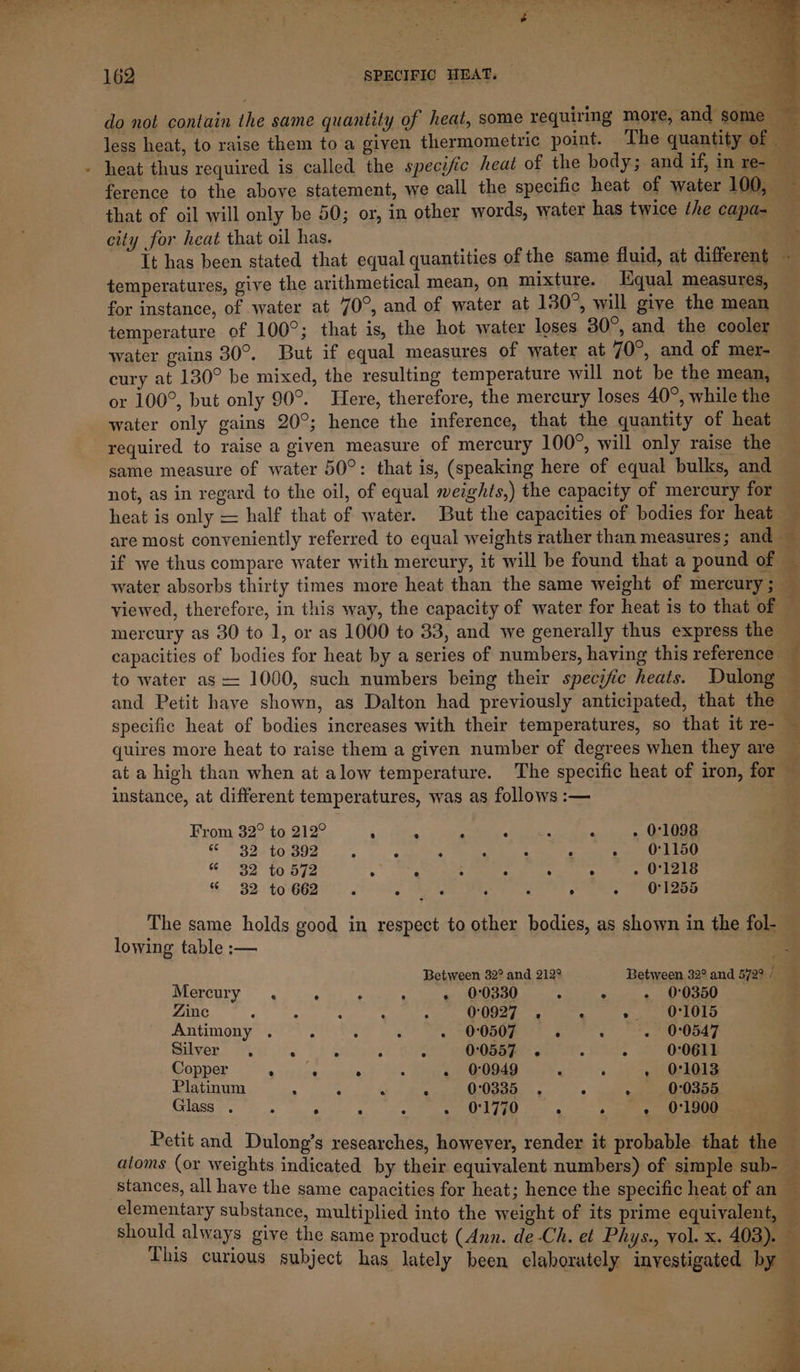 162 SPECIFIC HEAT.
do not contain the same quantity of heat, some requiring more, and some
less heat, to raise them to a given thermometric point. The quantity of
heat thus required is called the specific heat of the body; and if, in re-
ference to the above statement, we call the specific heat of water 100,
that of oil will only be 50; or, in other words, water has twice the capa-
city for heat that oil has.
It has been stated that equal quantities of the same fluid, at different
temperatures, give the arithmetical mean, on mixture. Equal measures,
for instance, of water at 70°, and of water at 130°, will give the mean
temperature of 100°; that is, the hot water loses 30°, and the cooler
water gains 30°. But if equal measures of water at 70°, and of mer-
cury at 130° be mixed, the resulting temperature will not be the mean,
or 100°, but only 90°. Here, therefore, the mercury loses 40°, while the
water only gains 20°; hence the inference, that the quantity of heat
required to raise a given measure of mercury 100°, will only raise the
same measure of water 50°: that is, (speaking here of equal bulks, and
not, as in regard to the oil, of equal weights,) the capacity of mercury for
heat is only = half that of water. But the capacities of bodies for heat
are most conveniently referred to equal weights rather than measures; and
if we thus compare water with mercury, it will be found that a pound of
water absorbs thirty times more heat than the same weight of mercury;
viewed, therefore, in this way, the capacity of water for heat is to that of
mercury as 30 to 1, or as 1000 to 33, and we generally thus express the
capacities of bodies for heat by a series of numbers, having this reference
to water as = 1000, such numbers being their specific heats. Dulong
and Petit have shown, as Dalton had previously anticipated, that the
specific heat of bodies increases with their temperatures, so that it re-
quires more heat to raise them a given number of degrees when they are
at a high than when at a low temperature. The specific heat of iron, for
instance, at different temperatures, was as follows :—
From 32° to 212° . . . . . . . 0·1098
“ 32 to 392 . . . . . . . 0·1150
“ 32 to 572 . . . . . . . 0·1218
“ 32 to 662 . . . . . . . 0·1255
The same holds good in respect to other bodies, as shown in the fol-
lowing table :—
Between 32° and 212° Between 32° and 572°
Mercury . . . . . 0·0330 . . . 0·0350
Zinc . . . . . 0·0927 . . . 0·1015
Antimony . . . . . 0·0507 . . . 0·0547
Silver . . . . . 0·0557 . . . 0·0611
Copper . . . . . 0·0949 . . . 0·1013
Platinum . . . . 0·0335 . . . 0·0355
Glass . . . . . . 0·1770 . . . 0·1900
Petit and Dulong's researches, however, render it probable that the
atoms (or weights indicated by their equivalent numbers) of simple sub-
stances, all have the same capacities for heat; hence the specific heat of an
elementary substance, multiplied into the weight of its prime equivalent,
should always give the same product (Ann. de Ch. et Phys., vol. x. 403).
This curious subject has lately been elaborately investigated by